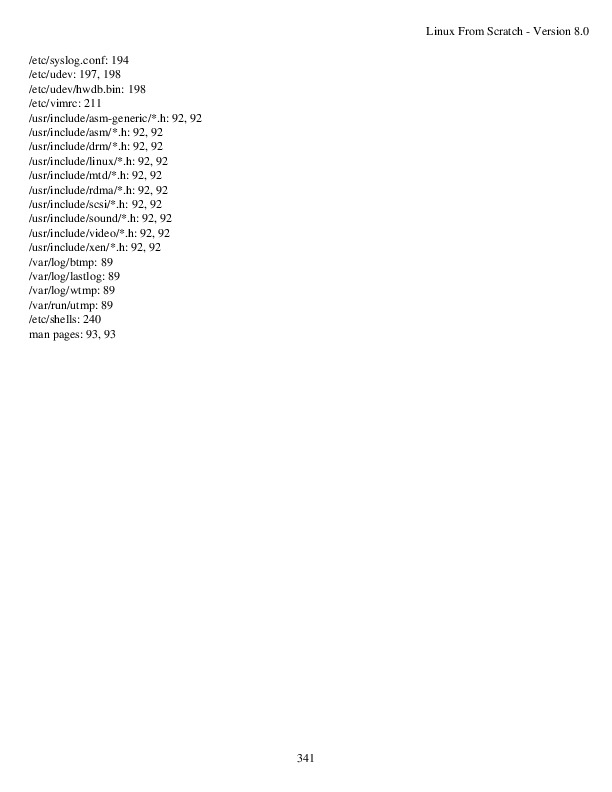 Linux From Scratch - Version 8.0
/etc/syslog.conf: 194
/etc/udev: 197, 198
/etc/udev/hwdb.bin: 198
/etc/vimrc: 211
/usr/include/asm-generic/*.h: 92, 92
/usr/include/asm/*.h: 92, 92
/usr/include/drm/*.h: 92, 92
/usr/include/linux/*.h: 92, 92
/usr/include/mtd/*.h: 92, 92
/usr/include/rdma/*.h: 92, 92
/usr/include/scsi/*.h: 92, 92
/usr/include/sound/*.h: 92, 92
/usr/include/video/*.h: 92, 92
/usr/include/xen/*.h: 92, 92
/var/log/btmp: 89
/var/log/lastlog: 89
/var/log/wtmp: 89
/var/run/utmp: 89
/etc/shells: 240
man pages: 93, 93
341